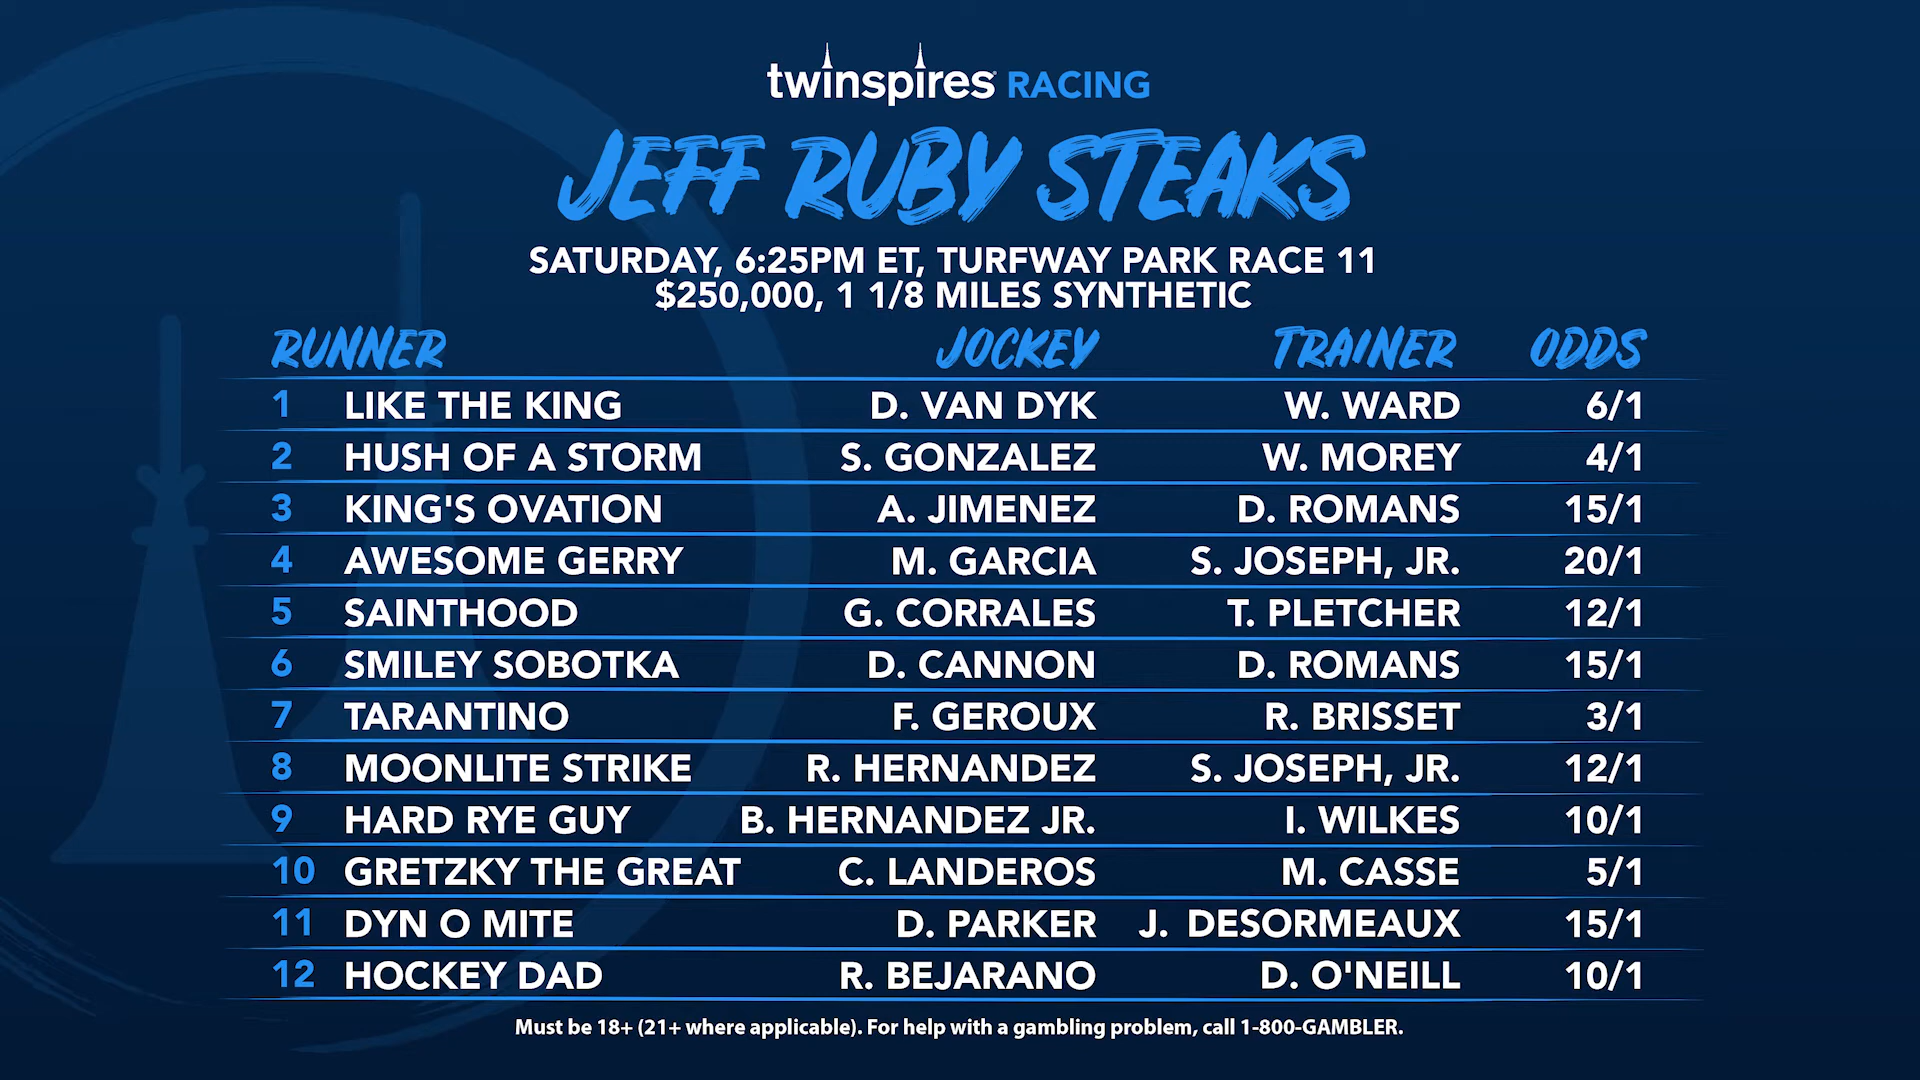 twinspires RACING
JEFF RUBY STEAKS
SATURDAY, 6:25PM ET, TURFWAY PARK RACE 11
$250,000, 1 1/8 MILES SYNTHETIC
RUNNER JOCKEY TRAINER ODDS
1 LIKE THE KING D. VAN DYK W. WARD 6/1
2 HUSH OF A STORM S. GONZALEZ W. MOREY 4/1
3 KING'S OVATION A. JIMENEZ D. ROMANS 15/1
4 AWESOME GERRY M. GARCIA S. JOSEPH, JR. 20/1
5 SAINTHOOD G. CORRALES T. PLETCHER 12/1
6 SMILEY SOBOTKA D. CANNON D. ROMANS 15/1
7 TARANTINO F. GEROUX R. BRISSET 3/1
8 MOONLITE STRIKE R. HERNANDEZ S. JOSEPH, JR. 12/1
9 HARD RYE GUY B. HERNANDEZ JR. I. WILKES 10/1
10 GRETZKY THE GREAT C. LANDEROS M. CASSE 5/1
11 DYN O MITE D. PARKER J. DESORMEAUX 15/1
12 HOCKEY DAD R. BEJARANO D. O'NEILL 10/1
Must be 18+ (21+ where applicable). For help with a gambling problem, call 1-800-GAMBLER.